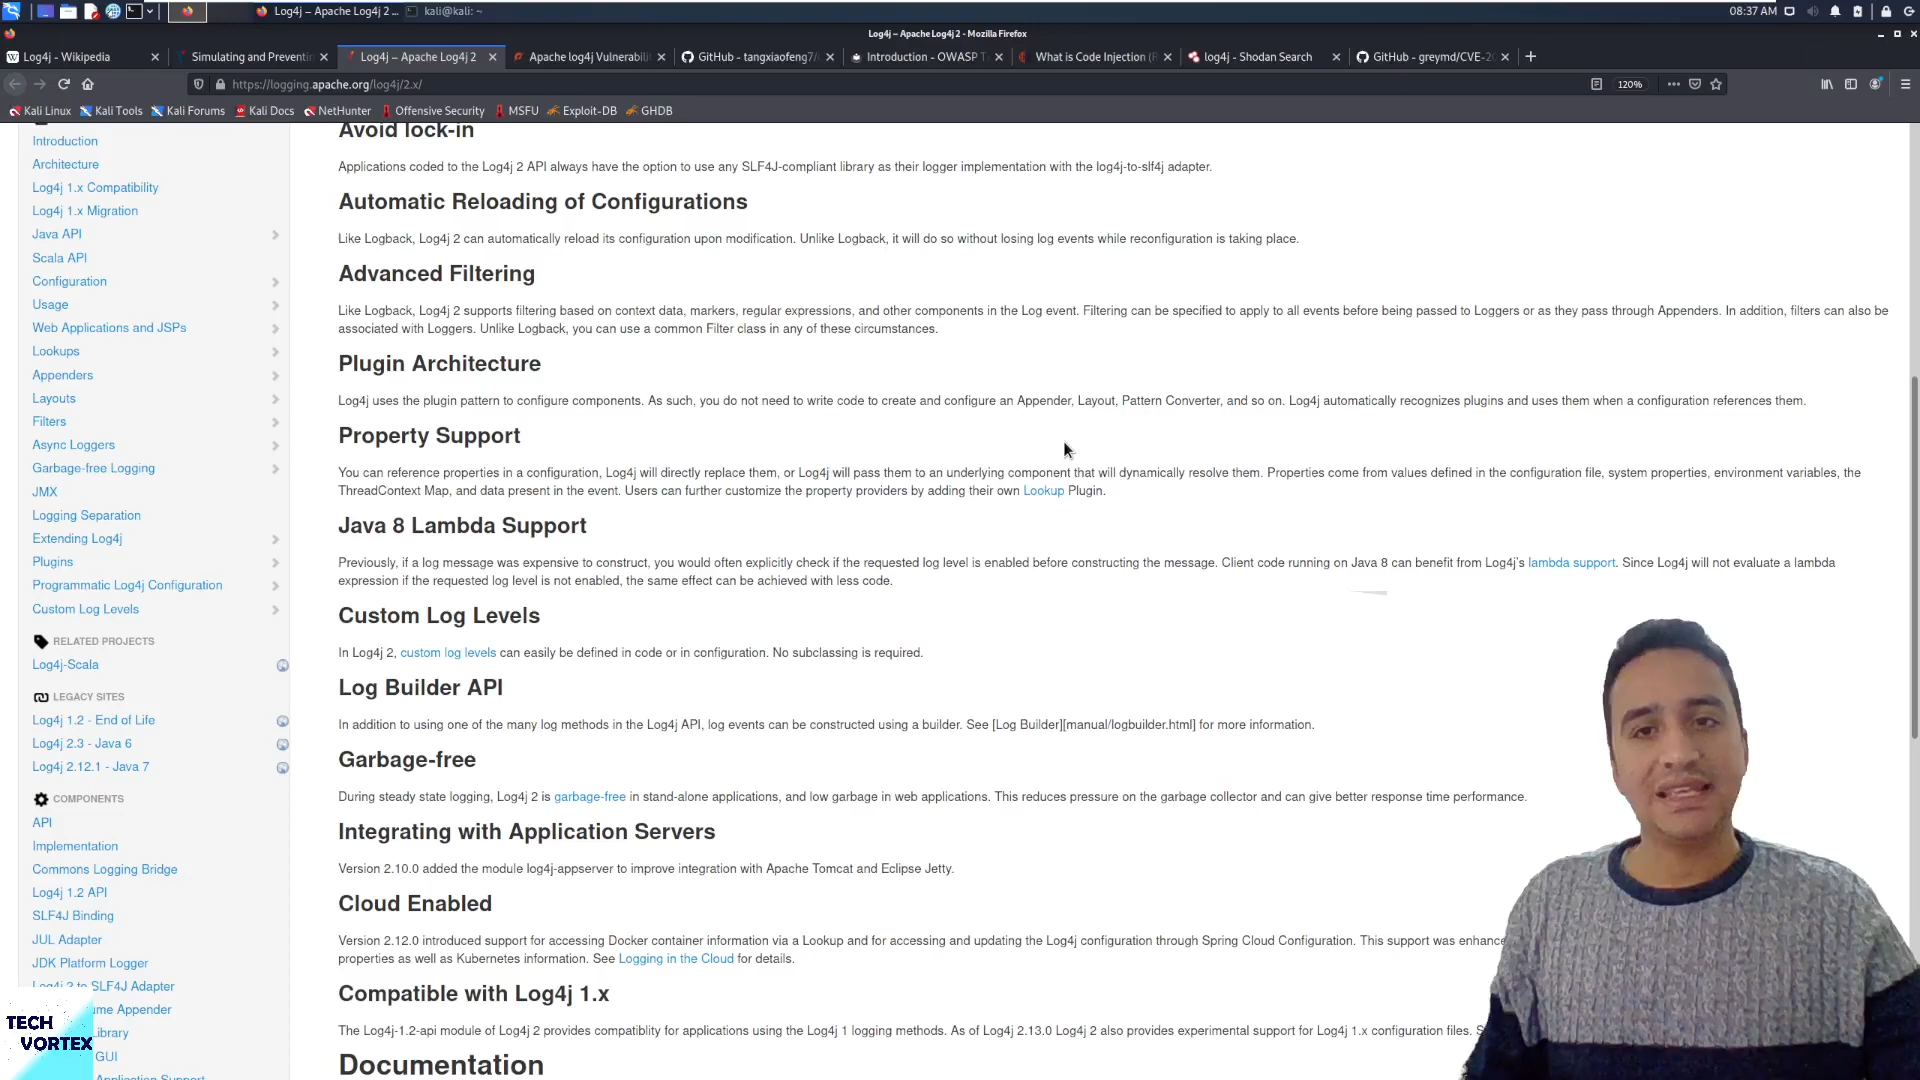 Log4j – Apache Log4j 2 ...
kali@kali: ~
08:37 AM
Log4j – Apache Log4j 2 - Mozilla Firefox
Log4j - Wikipedia
Simulating and Preventin
Log4j – Apache Log4j 2
Apache log4j Vulnerabili
GitHub - tangxiaofeng7/
Introduction - OWASP T
What is Code Injection (R
log4j - Shodan Search
GitHub - greymd/CVE-20
https://logging.apache.org/log4j/2.x/
120%
Kali Linux
Kali Tools
Kali Forums
Kali Docs
NetHunter
Offensive Security
MSFU
Exploit-DB
GHDB
Introduction
Architecture
Log4j 1.x Compatibility
Log4j 1.x Migration
Java API
Scala API
Configuration
Usage
Web Applications and JSPs
Lookups
Appenders
Layouts
Filters
Async Loggers
Garbage-free Logging
JMX
Logging Separation
Extending Log4j
Plugins
Programmatic Log4j Configuration
Custom Log Levels
RELATED PROJECTS
Log4j-Scala
LEGACY SITES
Log4j 1.2 - End of Life
Log4j 2.3 - Java 6
Log4j 2.12.1 - Java 7
COMPONENTS
API
Implementation
Commons Logging Bridge
Log4j 1.2 API
SLF4J Binding
JUL Adapter
JDK Platform Logger
Log4j 2 to SLF4J Adapter
ume Appender
ibrary
GUI
Application Support
TECH
VORTEX
Avoid lock-in
Applications coded to the Log4j 2 API always have the option to use any SLF4J-compliant library as their logger implementation with the log4j-to-slf4j adapter.
Automatic Reloading of Configurations
Like Logback, Log4j 2 can automatically reload its configuration upon modification. Unlike Logback, it will do so without losing log events while reconfiguration is taking place.
Advanced Filtering
Like Logback, Log4j 2 supports filtering based on context data, markers, regular expressions, and other components in the Log event. Filtering can be specified to apply to all events before being passed to Loggers or as they pass through Appenders. In addition, filters can also be
associated with Loggers. Unlike Logback, you can use a common Filter class in any of these circumstances.
Plugin Architecture
Log4j uses the plugin pattern to configure components. As such, you do not need to write code to create and configure an Appender, Layout, Pattern Converter, and so on. Log4j automatically recognizes plugins and uses them when a configuration references them.
Property Support
You can reference properties in a configuration, Log4j will directly replace them, or Log4j will pass them to an underlying component that will dynamically resolve them. Properties come from values defined in the configuration file, system properties, environment variables, the
ThreadContext Map, and data present in the event. Users can further customize the property providers by adding their own Lookup Plugin.
Java 8 Lambda Support
Previously, if a log message was expensive to construct, you would often explicitly check if the requested log level is enabled before constructing the message. Client code running on Java 8 can benefit from Log4j's lambda support. Since Log4j will not evaluate a lambda
expression if the requested log level is not enabled, the same effect can be achieved with less code.
Custom Log Levels
In Log4j 2, custom log levels can easily be defined in code or in configuration. No subclassing is required.
Log Builder API
In addition to using one of the many log methods in the Log4j API, log events can be constructed using a builder. See [Log Builder][manual/logbuilder.html] for more information.
Garbage-free
During steady state logging, Log4j 2 is garbage-free in stand-alone applications, and low garbage in web applications. This reduces pressure on the garbage collector and can give better response time performance.
Integrating with Application Servers
Version 2.10.0 added the module log4j-appserver to improve integration with Apache Tomcat and Eclipse Jetty.
Cloud Enabled
Version 2.12.0 introduced support for accessing Docker container information via a Lookup and for accessing and updating the Log4j configuration through Spring Cloud Configuration. This support was enhance
properties as well as Kubernetes information. See Logging in the Cloud for details.
Compatible with Log4j 1.x
The Log4j-1.2-api module of Log4j 2 provides compatiblity for applications using the Log4j 1 logging methods. As of Log4j 2.13.0 Log4j 2 also provides experimental support for Log4j 1.x configuration files. S
Documentation